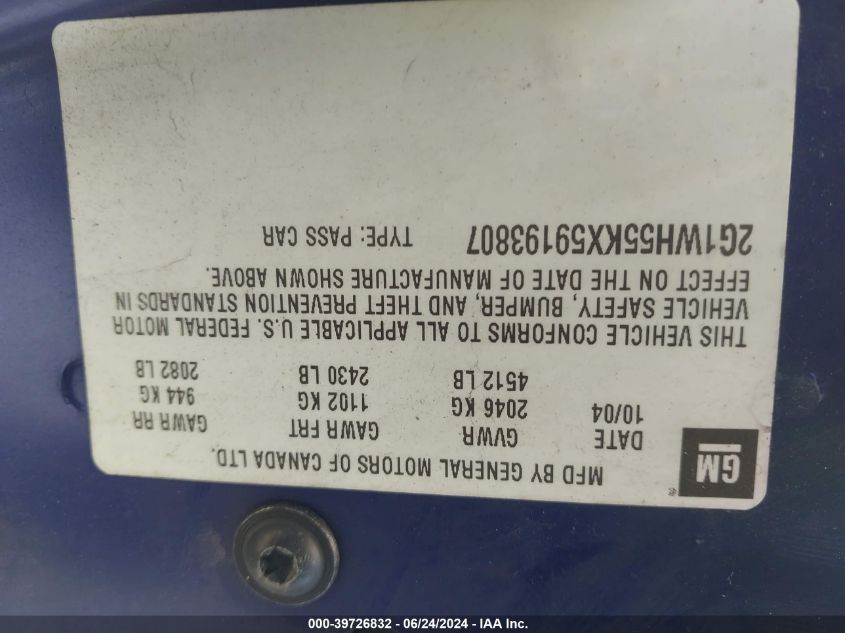 GM
MFD BY GENERAL MOTORS OF CANADA LTD.
DATE GVWR GAWR FRT GAWR RR
10/04 2046 KG 1102 KG 944 KG
4512 LB 2430 LB 2082 LB
THIS VEHICLE CONFORMS TO ALL APPLICABLE U.S. FEDERAL MOTOR
VEHICLE SAFETY, BUMPER, AND THEFT PREVENTION STANDARDS IN
EFFECT ON THE DATE OF MANUFACTURE SHOWN ABOVE.
2G1WH55KX59193807 TYPE: PASS CAR
000-39726832 - 06/24/2024 - IAA Inc.